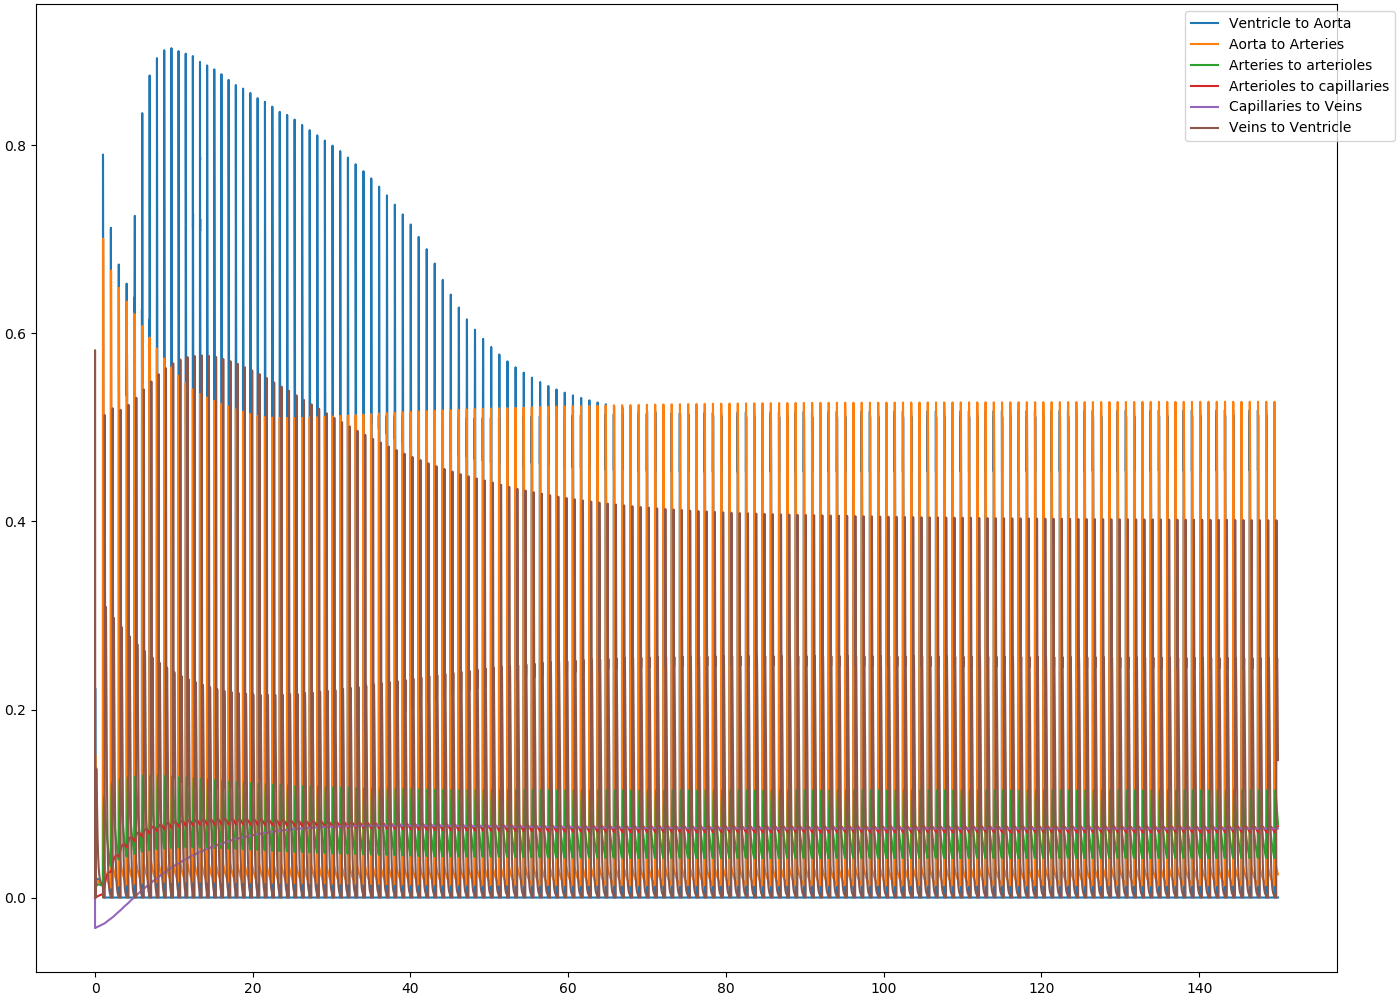 Ventricle to Aorta
Aorta to Arteries
Arteries to arterioles
Arterioles to capillaries
Capillaries to Veins
Veins to Ventricle
0.8
0.6
0.4
0.2
0.0
0 20 40 60 80 100 120 140